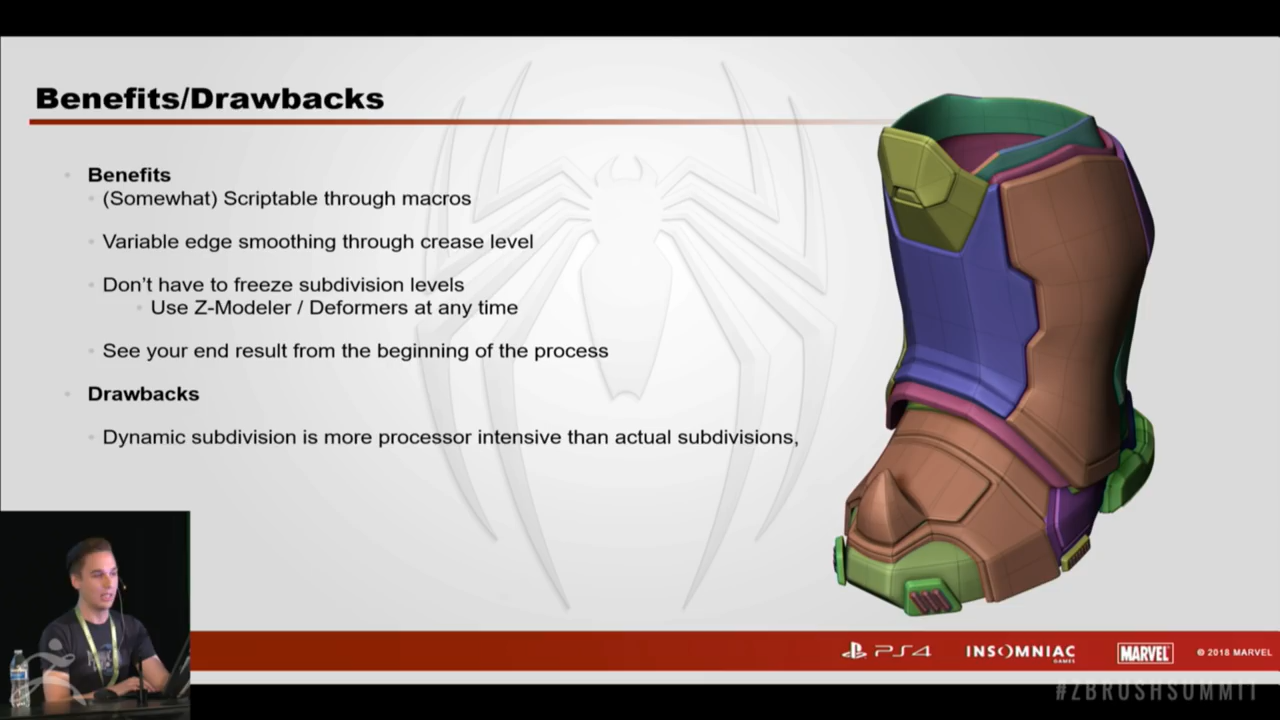 Benefits/Drawbacks
Benefits
(Somewhat) Scriptable through macros
Variable edge smoothing through crease level
Don't have to freeze subdivision levels
Use Z-Modeler / Deformers at any time
See your end result from the beginning of the process
Drawbacks
Dynamic subdivision is more processor intensive than actual subdivisions,
PS4
INSOMNIAC
GAMES
MARVEL
© 2018 MARVEL
#ZBRUSHSUMMIT